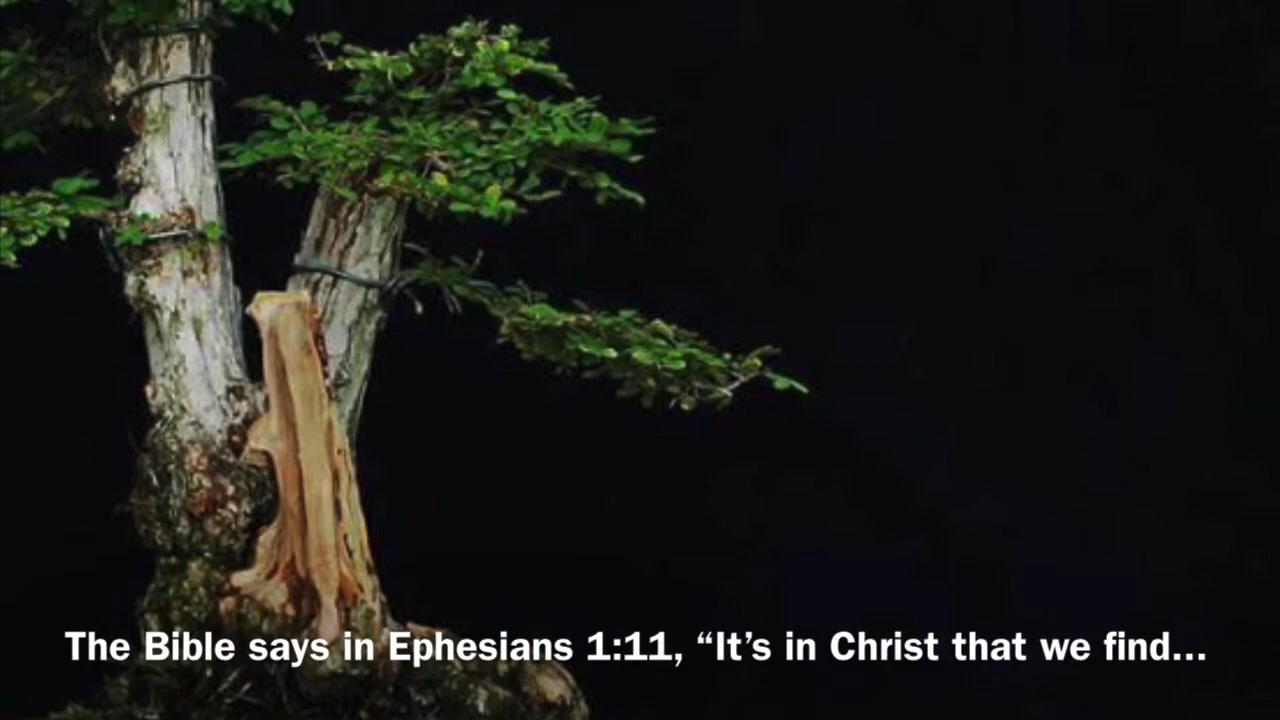 The Bible says in Ephesians 1:11, “It’s in Christ that we find...